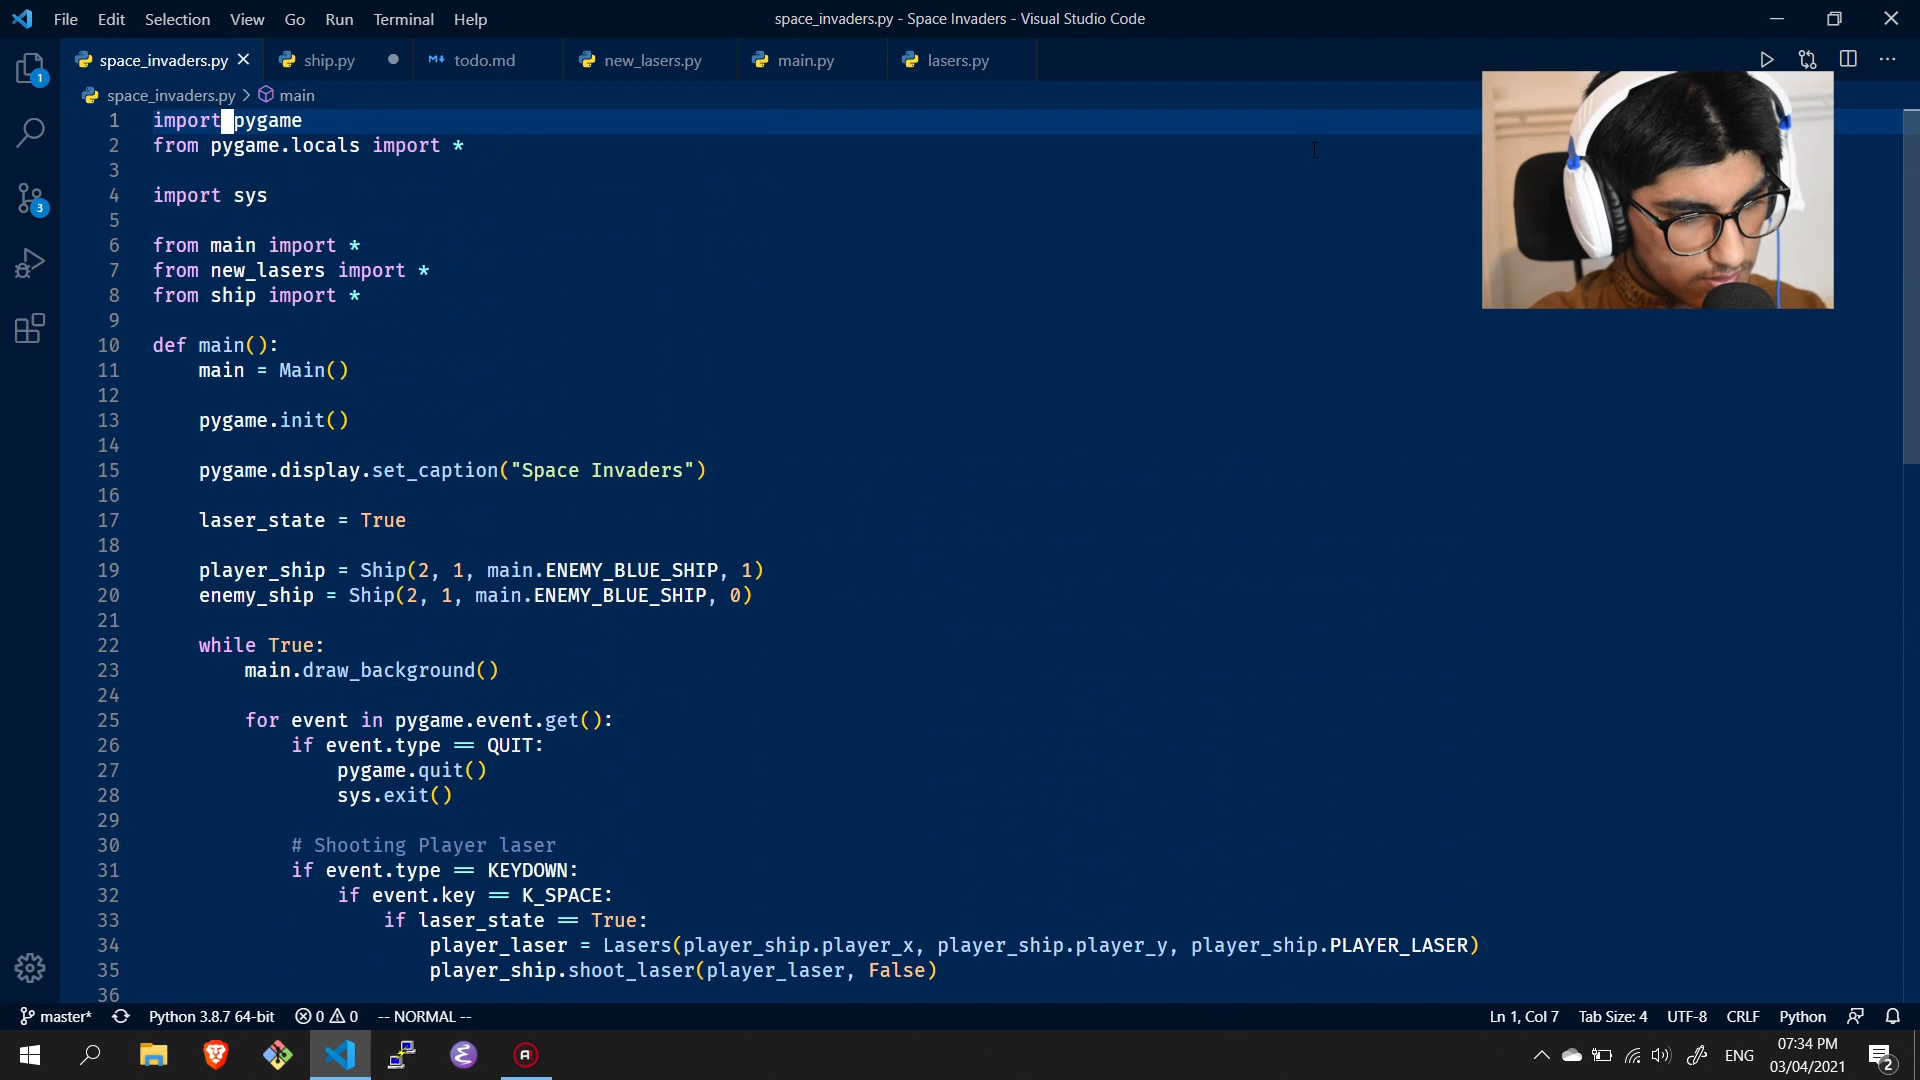 File Edit Selection View Go Run Terminal Help
space_invaders.py - Space Invaders - Visual Studio Code
space_invaders.py ship.py todo.md new_lasers.py main.py lasers.py
space_invaders.py > main
1 import pygame
2 from pygame.locals import *
3
4 import sys
5
6 from main import *
7 from new_lasers import *
8 from ship import *
9
10 def main():
11 main = Main()
12
13 pygame.init()
14
15 pygame.display.set_caption("Space Invaders")
16
17 laser_state = True
18
19 player_ship = Ship(2, 1, main.ENEMY_BLUE_SHIP, 1)
20 enemy_ship = Ship(2, 1, main.ENEMY_BLUE_SHIP, 0)
21
22 while True:
23 main.draw_background()
24
25 for event in pygame.event.get():
26 if event.type == QUIT:
27 pygame.quit()
28 sys.exit()
29
30 # Shooting Player laser
31 if event.type == KEYDOWN:
32 if event.key == K_SPACE:
33 if laser_state == True:
34 player_laser = Lasers(player_ship.player_x, player_ship.player_y, player_ship.PLAYER_LASER)
35 player_ship.shoot_laser(player_laser, False)
36
1
3
master* Python 3.8.7 64-bit 0 0 -- NORMAL -- Ln 1, Col 7 Tab Size: 4 UTF-8 CRLF Python
ENG 07:34 PM
03/04/2021
2